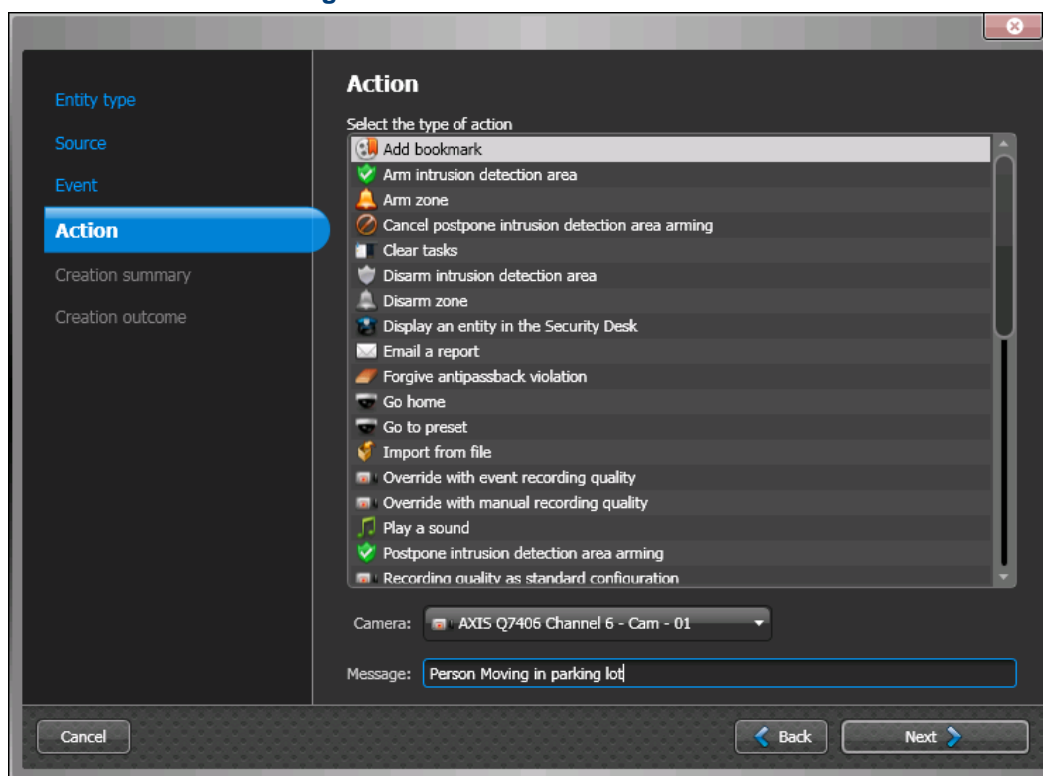 Entity type
Source
Event
Action
Creation summary
Creation outcome
Action
Select the type of action
Add bookmark
Arm intrusion detection area
Arm zone
Cancel postpone intrusion detection area arming
Clear tasks
Disarm intrusion detection area
Disarm zone
Display an entity in the Security Desk
Email a report
Forgive antipassback violation
Go home
Go to preset
Import from file
Override with event recording quality
Override with manual recording quality
Play a sound
Postpone intrusion detection area arming
Recording quality as standard configuration
Camera: AXIS Q7406 Channel 6 - Cam - 01
Message: Person Moving in parking lot
Cancel
Back
Next